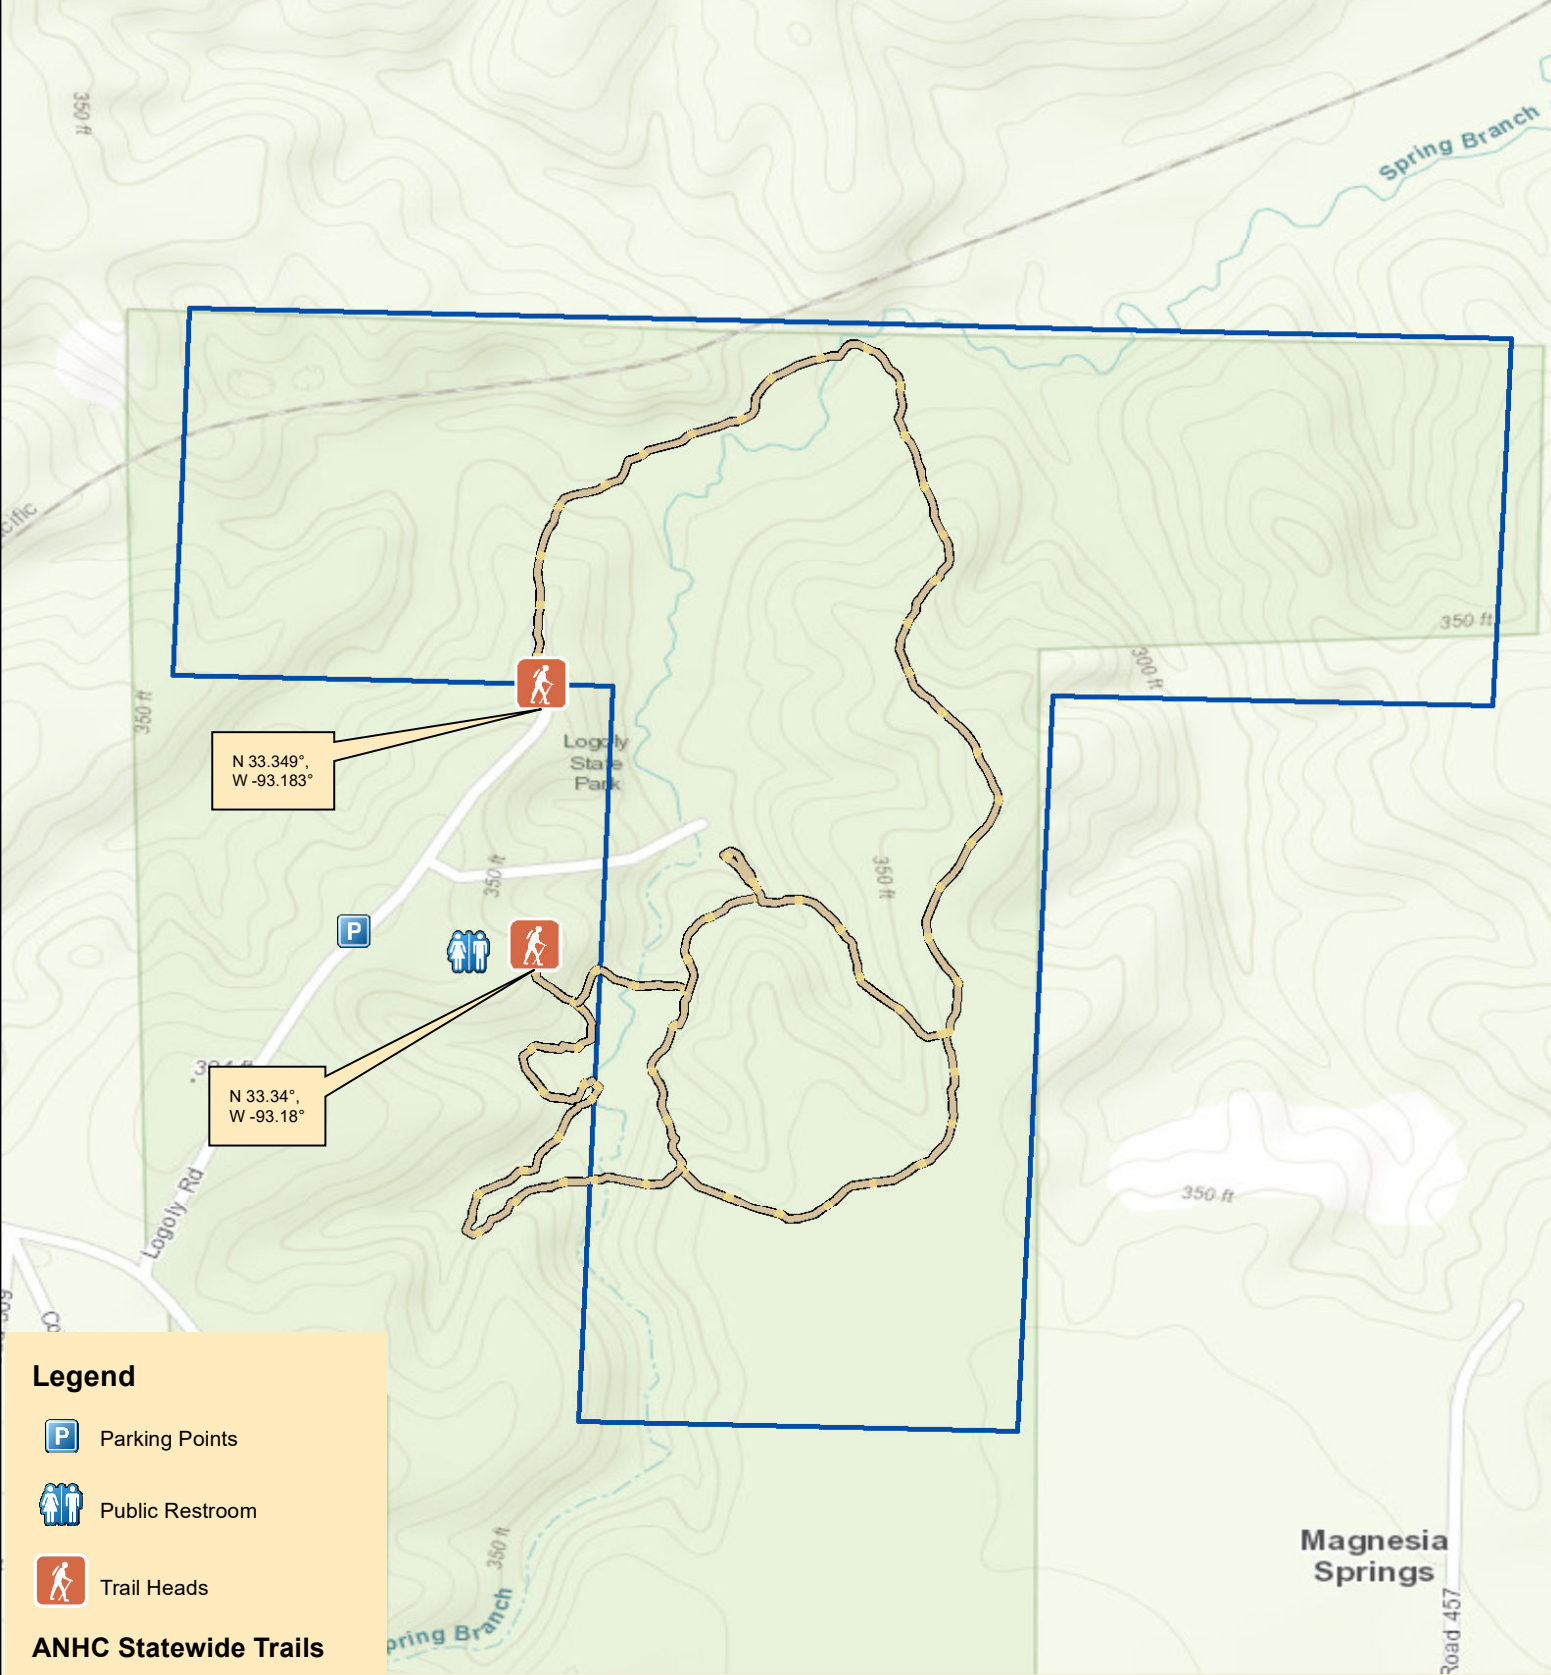 350 ft
Spring Branch
cific
350 ft
300 ft
350 ft
Logoly
State
Park
N 33.349°,
W -93.183°
350 ft
350 ft
P
N 33.34°,
W -93.18°
350 ft
Logoly Rd
Legend
P Parking Points
Public Restroom
Trail Heads
ANHC Statewide Trails
350 ft
pring Branch
Magnesia
Springs
Road 457